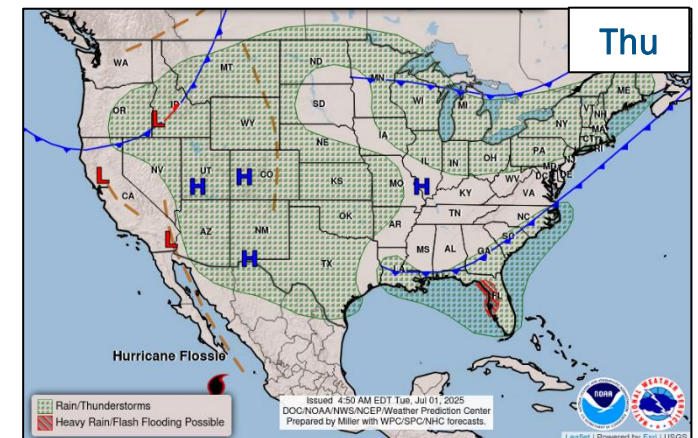 Thu
WA
MT
ND
MN
ME
OR
ID
SD
WI
MI
VT
NH
NY
MA
CT
RI
L
WY
IA
PA
NJ
NE
IL
IN
OH
MD
DE
DC
NV
UT
H
H
CO
KS
MO
H
WV
VA
KY
L
CA
AZ
NM
OK
AR
TN
NC
L
H
TX
MS
AL
GA
SC
LA
FL
Hurricane Flossie
Rain/Thunderstorms
Heavy Rain/Flash Flooding Possible
Issued 4:50 AM EDT Tue, Jul 01, 2025
DOC/NOAA/NWS/NCEP/Weather Prediction Center
Prepared by Miller with WPC/SPC/NHC forecasts.
NOAA
NATIONAL WEATHER SERVICE
Leaflet | Powered by Esri | USGS